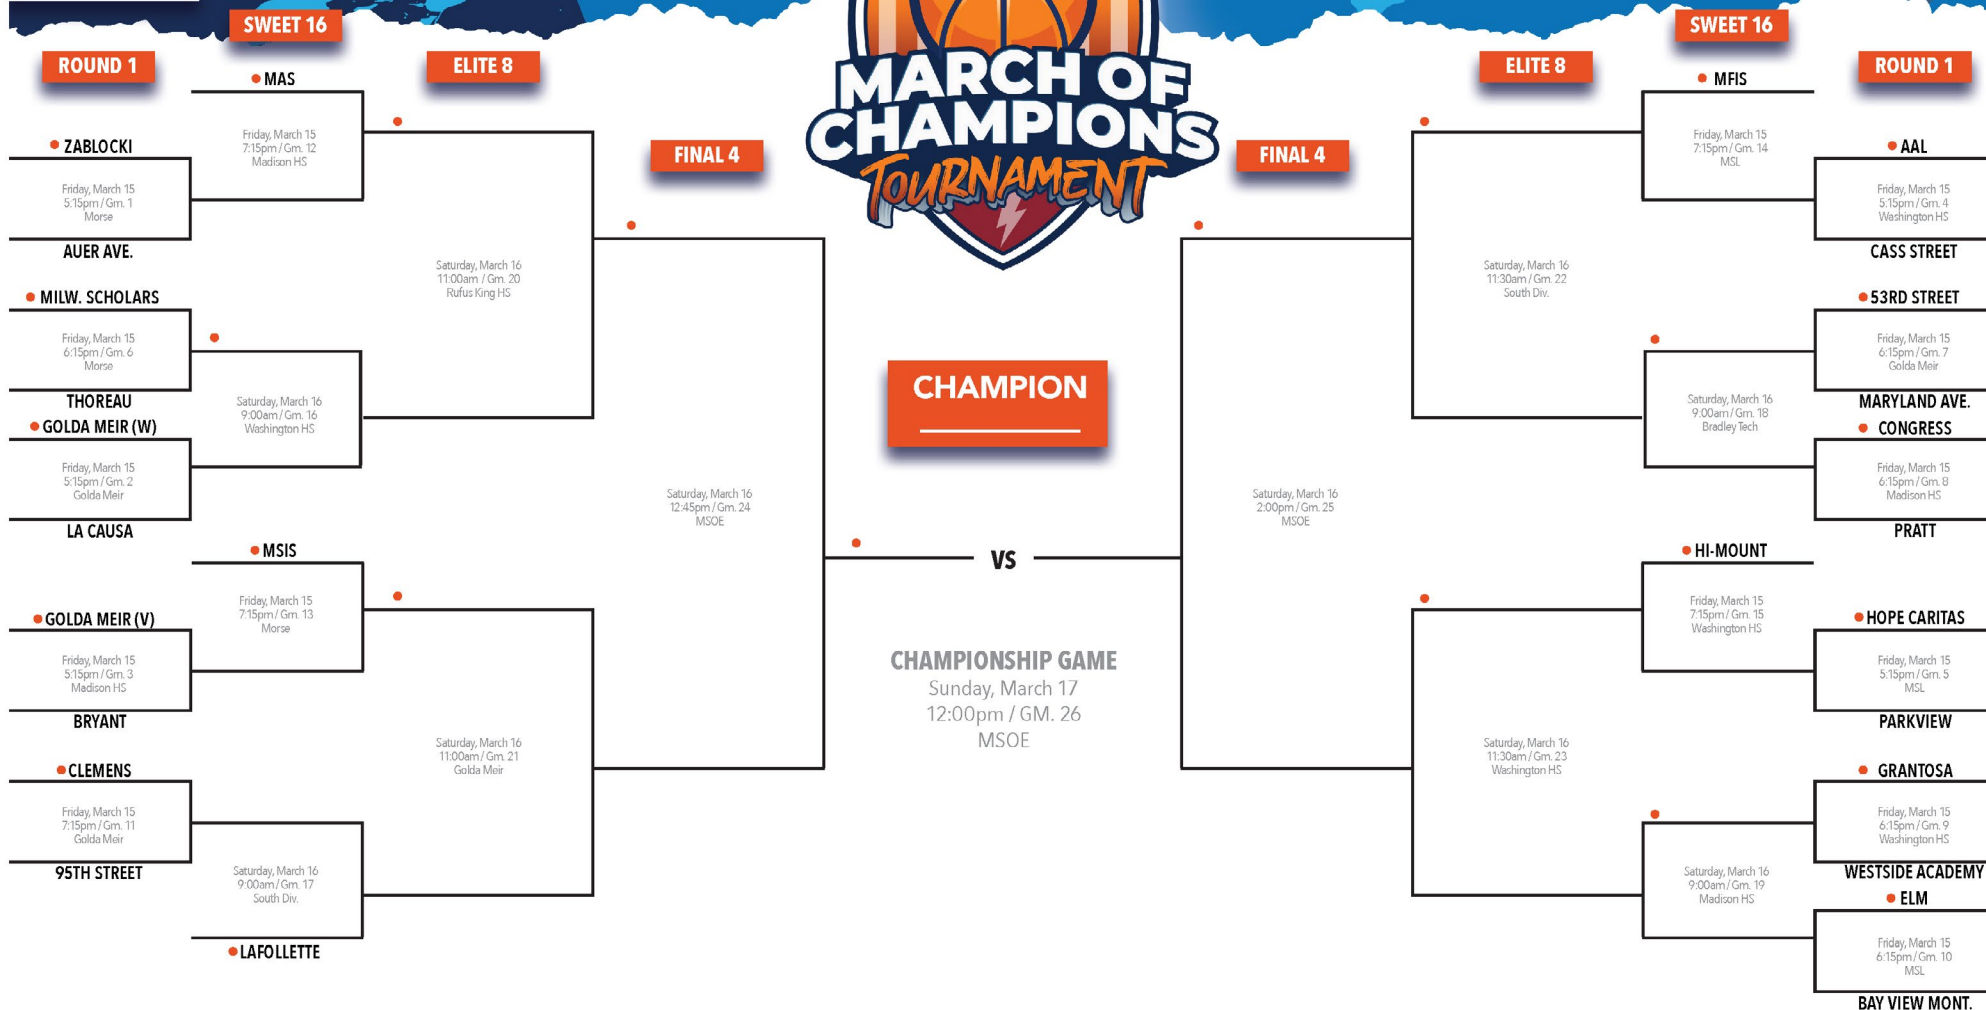 SWEET 16
ROUND 1
ELITE 8
MAS
Friday, March 15
7:15pm / Gm. 12
Madison HS
ZABLOCKI
Friday, March 15
5:15pm / Gm. 1
Morse
AUER AVE.
MILW. SCHOLARS
Friday, March 15
6:15pm / Gm. 6
Morse
THOREAU
GOLDA MEIR (W)
Friday, March 15
5:15pm / Gm. 2
Golda Meir
LA CAUSA
Saturday, March 16
9:00am / Gm. 16
Washington HS
Saturday, March 16
11:00am / Gm. 20
Rufus King HS
MSIS
Friday, March 15
7:15pm / Gm. 13
Morse
GOLDA MEIR (V)
Friday, March 15
5:15pm / Gm. 3
Madison HS
BRYANT
CLEMENS
Friday, March 15
7:15pm / Gm. 11
Golda Meir
95TH STREET
Saturday, March 16
9:00am / Gm. 17
South Div.
LAFOLLETTE
Saturday, March 16
11:00am / Gm. 21
Golda Meir
FINAL 4
Saturday, March 16
12:45pm / Gm. 24
MSOE
MARCH OF
CHAMPIONS
TOURNAMENT
CHAMPION
VS
CHAMPIONSHIP GAME
Sunday, March 17
12:00pm / GM. 26
MSOE
FINAL 4
Saturday, March 16
2:00pm / Gm. 25
MSOE
SWEET 16
ELITE 8
ROUND 1
MFIS
Friday, March 15
7:15pm / Gm. 14
MSL
AAL
Friday, March 15
5:15pm / Gm. 4
Washington HS
CASS STREET
Saturday, March 16
11:30am / Gm. 22
South Div.
53RD STREET
Friday, March 15
6:15pm / Gm. 7
Golda Meir
MARYLAND AVE.
Saturday, March 16
9:00am / Gm. 18
Bradley Tech
CONGRESS
Friday, March 15
6:15pm / Gm. 8
Madison HS
PRATT
HI-MOUNT
Friday, March 15
7:15pm / Gm. 15
Washington HS
HOPE CARITAS
Friday, March 15
5:15pm / Gm. 5
MSL
PARKVIEW
Saturday, March 16
11:30am / Gm. 23
Washington HS
GRANTOSA
Friday, March 15
6:15pm / Gm. 9
Washington HS
WESTSIDE ACADEMY
Saturday, March 16
9:00am / Gm. 19
Madison HS
ELM
Friday, March 15
6:15pm / Gm. 10
MSL
BAY VIEW MONT.